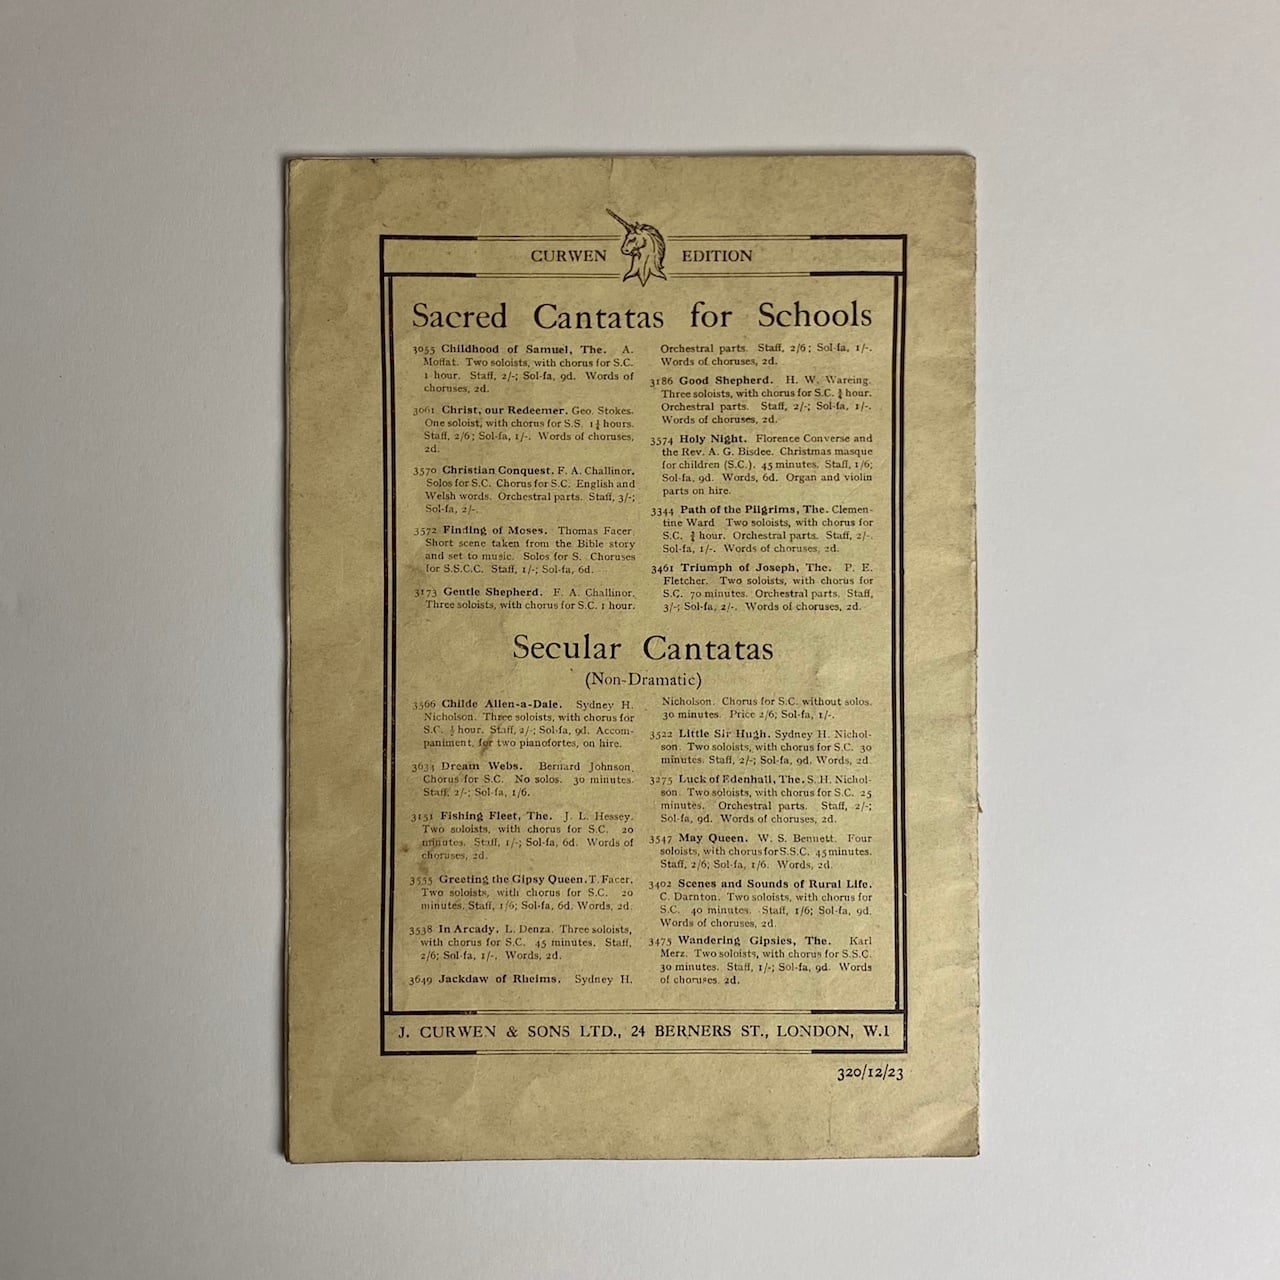 CURWEN EDITION
Sacred Cantatas for Schools
3055 Childhood of Samuel, The. A.
Moffat. Two soloists, with chorus for S.C.
1 hour. Staff, 2/-; Sol-fa, 9d. Words of
choruses, 2d.
3061 Christ, our Redeemer. Geo. Stokes.
One soloist, with chorus for S.S. 1¼ hours.
Staff, 2/6; Sol-fa, 1/-. Words of choruses,
2d.
3570 Christian Conquest. F. A. Challinor.
Solos for S.C. Chorus for S.C. English and
Welsh words. Orchestral parts. Staff, 3/-;
Sol-fa, 2/-.
3572 Finding of Moses. Thomas Facer
Short scene taken from the Bible story
and set to music. Solos for S. Choruses
for S.S.C.C. Staff, 1/-; Sol-fa, 6d.
3173 Gentle Shepherd. F. A. Challinor.
Three soloists, with chorus for S.C. 1 hour.
Orchestral parts. Staff, 2/6; Sol-fa, 1/-.
Words of choruses, 2d.
3186 Good Shepherd. H. W. Wareing.
Three soloists, with chorus for S.C. ¾ hour.
Orchestral parts. Staff, 2/-; Sol-fa, 1/-.
Words of choruses, 2d.
3574 Holy Night. Florence Converse and
the Rev. A. G. Bisdee. Christmas masque
for children (S.C.). 45 minutes. Staff, 1/6;
Sol-fa, 9d. Words, 6d. Organ and violin
parts on hire.
3344 Path of the Pilgrims, The. Clemen-
tine Ward Two soloists, with chorus for
S.C. ¾ hour. Orchestral parts. Staff, 2/-.
Sol-fa, 1/-. Words of choruses, 2d.
3461 Triumph of Joseph, The. P. E.
Fletcher. Two soloists, with chorus for
S.C. 70 minutes. Orchestral parts. Staff,
3/-; Sol-fa, 2/-. Words of choruses, 2d.
Secular Cantatas
(Non-Dramatic)
3566 Childe Allen-a-Dale. Sydney H.
Nicholson. Three soloists, with chorus for
S.C. ½ hour. Staff, 2/-; Sol-fa, 9d. Accom-
paniment, for two pianofortes, on hire.
3634 Dream Webs. Bernard Johnson.
Chorus for S.C. No solos. 30 minutes.
Staff, 2/-; Sol-fa, 1/6.
3151 Fishing Fleet, The. J. L. Hessey.
Two soloists, with chorus for S.C. 20
minutes. Staff, 1/-; Sol-fa, 6d. Words of
choruses, 2d.
3555 Greeting the Gipsy Queen. T. Facer.
Two soloists, with chorus for S.C. 20
minutes. Staff, 1/6; Sol-fa, 6d. Words, 2d.
3538 In Arcady. L. Denza. Three soloists,
with chorus for S.C. 45 minutes. Staff,
2/6; Sol-fa, 1/-. Words, 2d.
3649 Jackdaw of Rheims. Sydney H.
Nicholson. Chorus for S.C. without solos.
30 minutes. Price 2/6; Sol-fa, 1/-.
3522 Little Sir Hugh. Sydney H. Nichol-
son. Two soloists, with chorus for S.C. 30
minutes. Staff, 2/-; Sol-fa, 9d. Words, 2d.
3275 Luck of Edenhall, The. S. H. Nichol-
son. Two soloists, with chorus for S.C. 25
minutes. Orchestral parts. Staff, 2/-;
Sol-fa, 9d. Words of choruses, 2d.
3547 May Queen. W. S. Bennett. Four
soloists, with chorus for S.S.C. 45 minutes.
Staff, 2/6; Sol-fa, 1/6. Words, 2d.
3402 Scenes and Sounds of Rural Life.
C. Darnton. Two soloists, with chorus for
S.C. 40 minutes. Staff, 1/6; Sol-fa, 9d.
Words of choruses, 2d.
3475 Wandering Gipsies, The. Karl
Merz. Two soloists, with chorus for S.S.C.
30 minutes. Staff, 1/-; Sol-fa, 9d. Words
of choruses. 2d.
J. CURWEN & SONS LTD., 24 BERNERS ST., LONDON, W.1
320/12/23